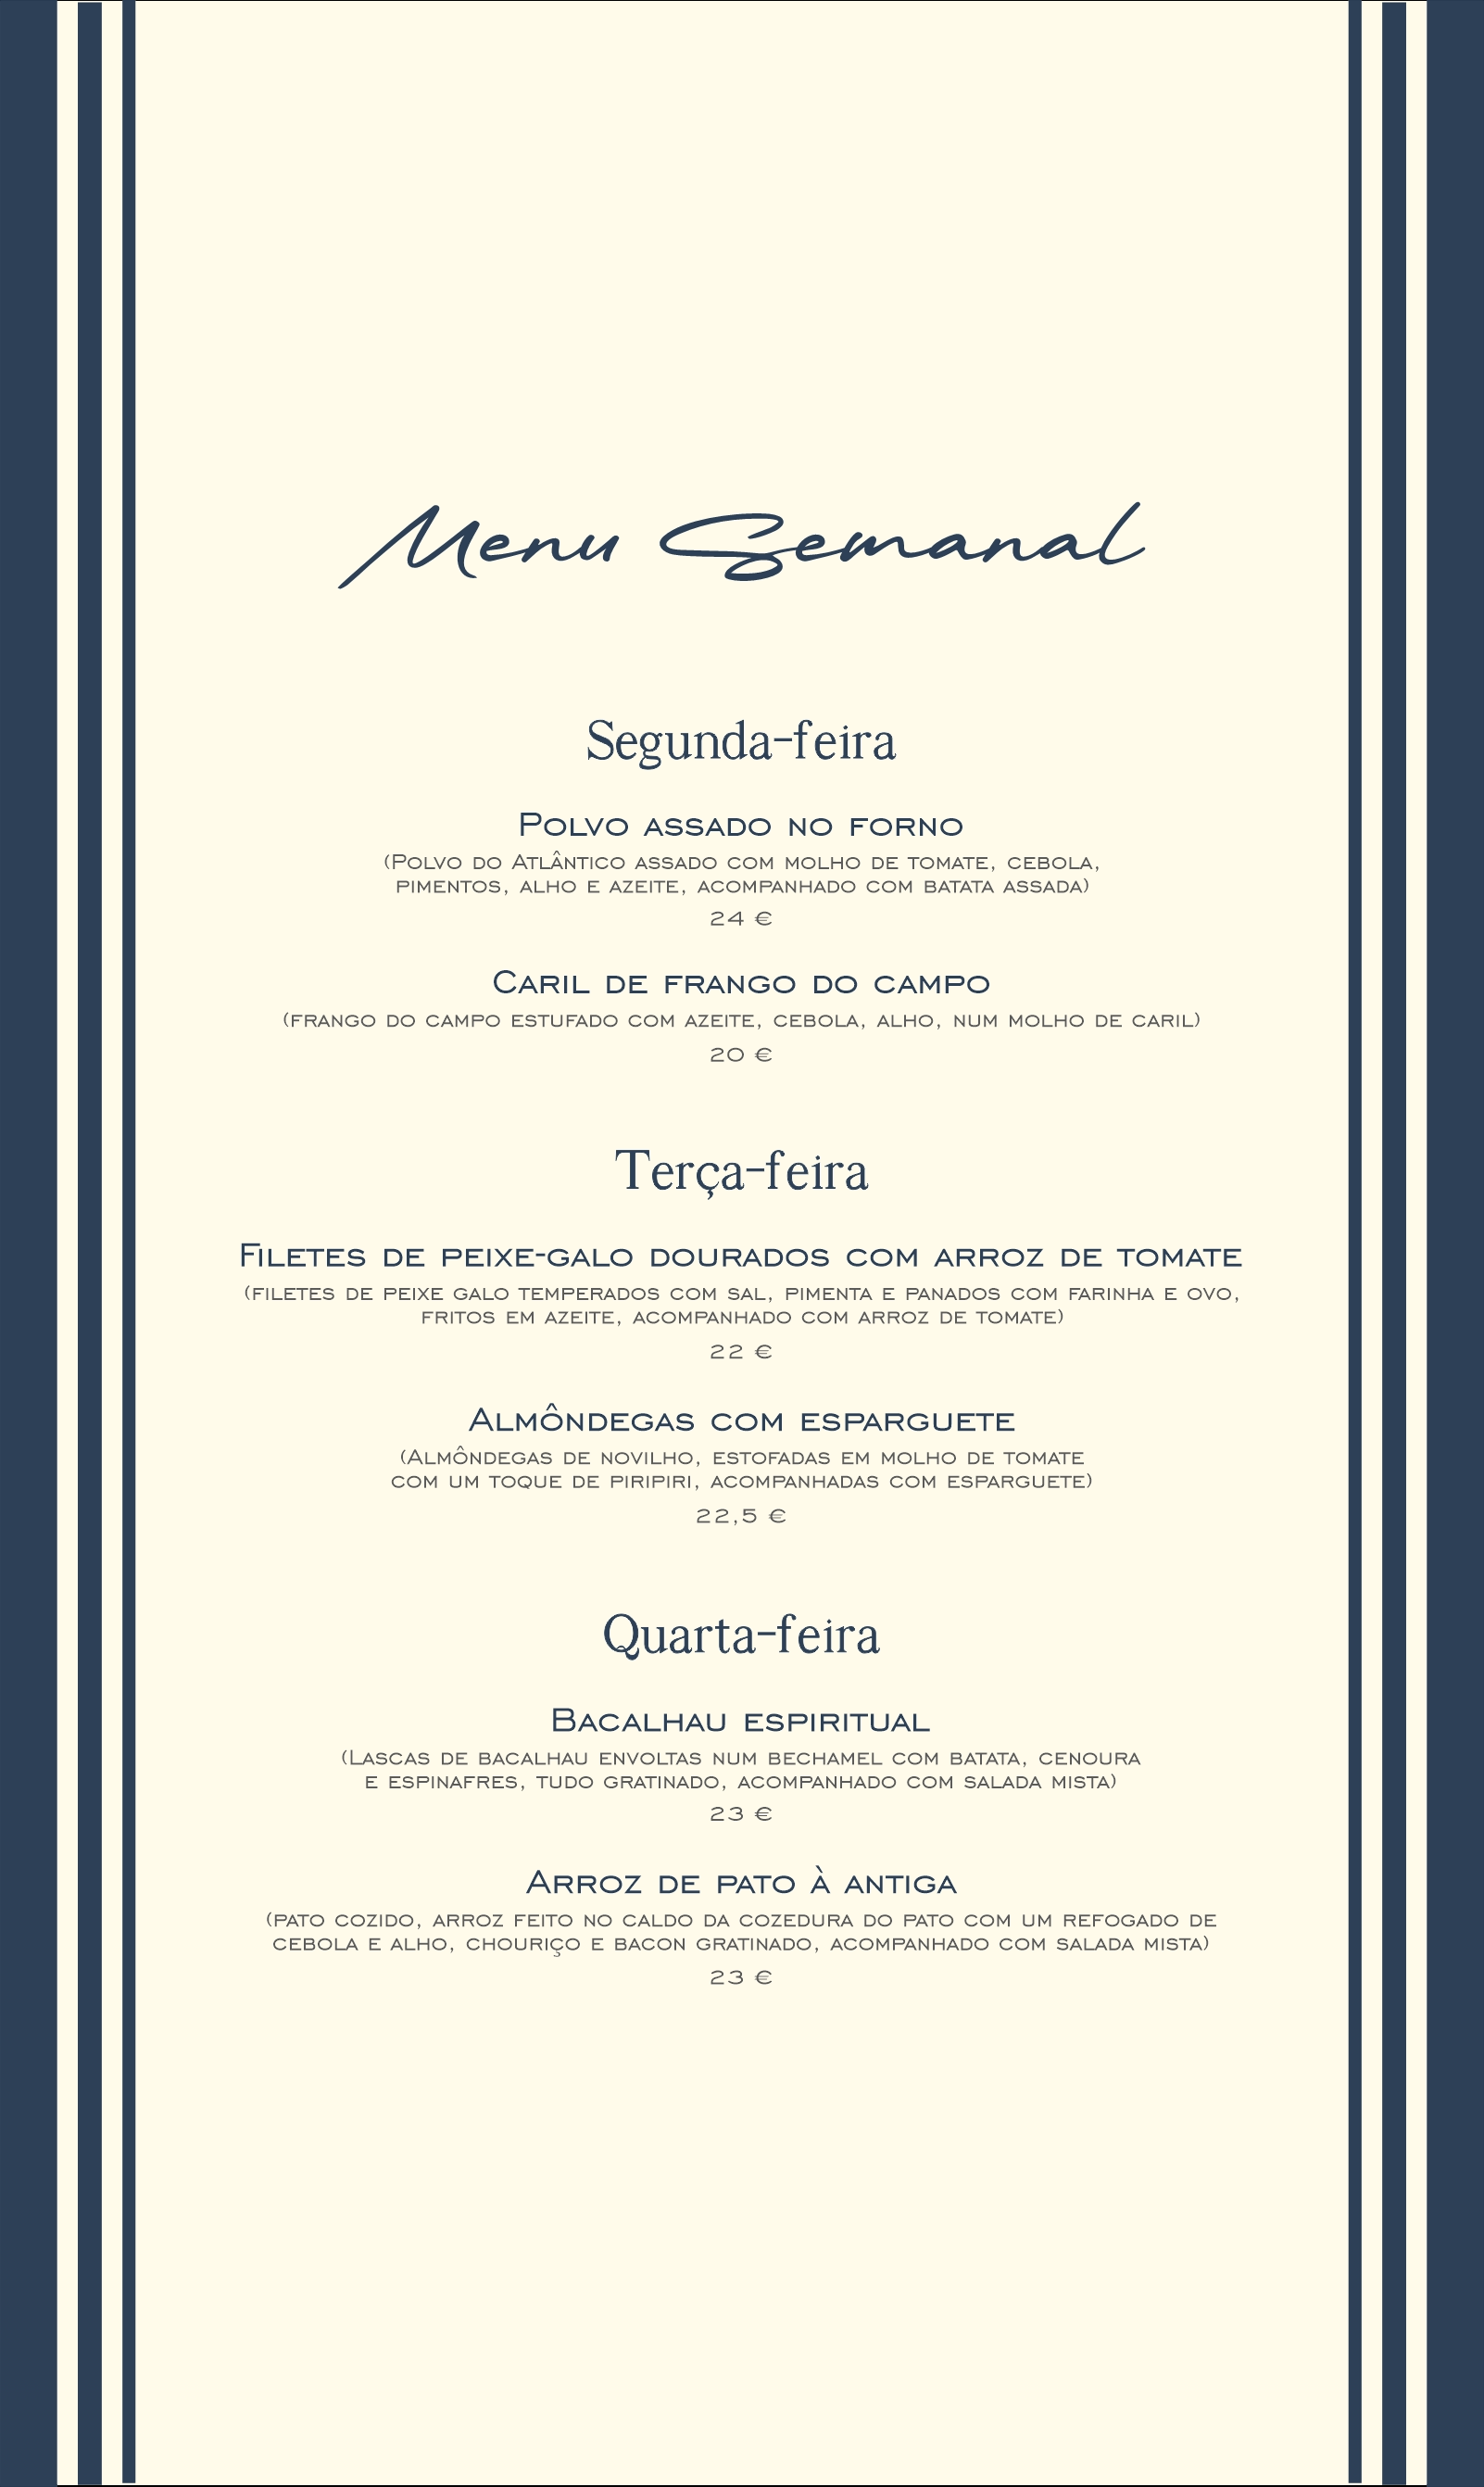 Menu Semanal
Segunda-feira
Polvo assado no forno
(Polvo do Atlântico assado com molho de tomate, cebola,
pimentos, alho e azeite, acompanhado com batata assada)
24 €
Caril de frango do campo
(frango do campo estufado com azeite, cebola, alho, num molho de caril)
20 €
Terça-feira
Filetes de peixe-galo dourados com arroz de tomate
(filetes de peixe galo temperados com sal, pimenta e panados com farinha e ovo,
fritos em azeite, acompanhado com arroz de tomate)
22 €
Almôndegas com esparguete
(Almôndegas de novilho, estofadas em molho de tomate
com um toque de piripiri, acompanhadas com esparguete)
22,5 €
Quarta-feira
Bacalhau espiritual
(Lascas de bacalhau envoltas num bechamel com batata, cenoura
e espinafres, tudo gratinado, acompanhado com salada mista)
23 €
Arroz de pato à antiga
(pato cozido, arroz feito no caldo da cozedura do pato com um refogado de
cebola e alho, chouriço e bacon gratinado, acompanhado com salada mista)
23 €